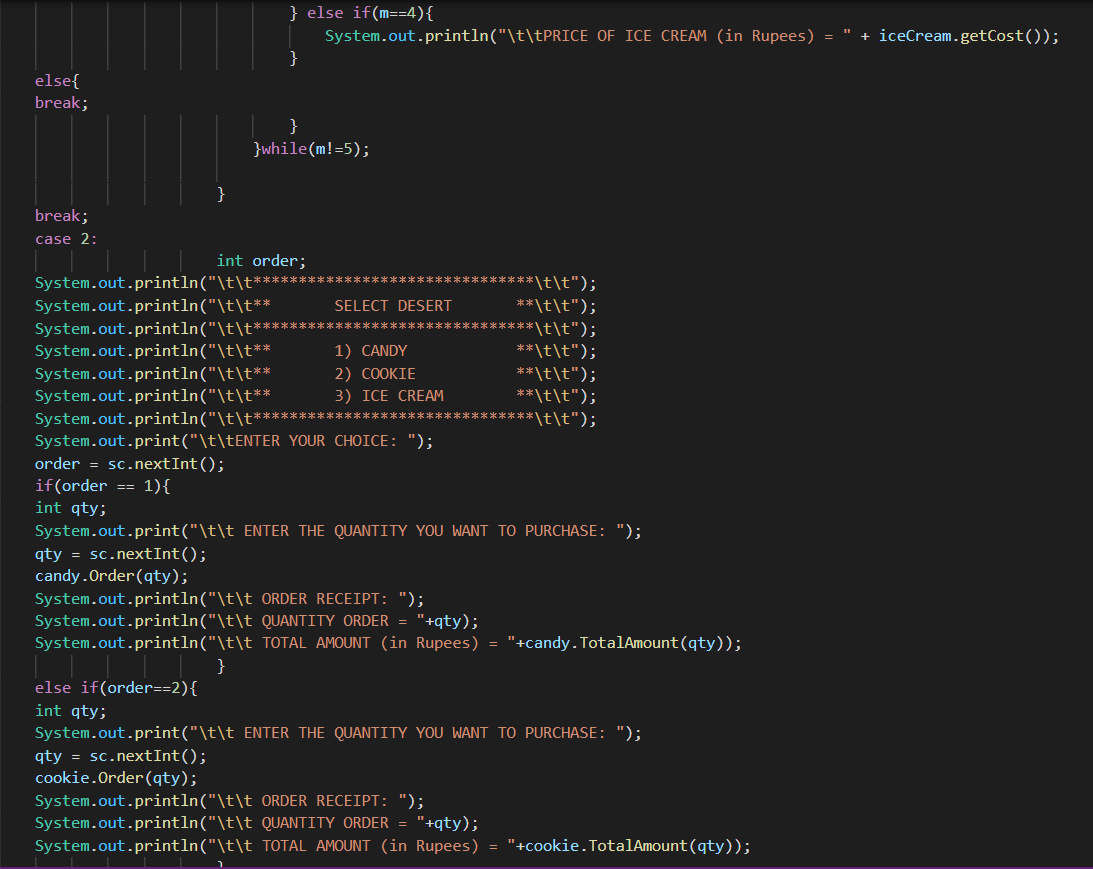 } else if(m==4){
System.out.println("\t\tPRICE OF ICE CREAM (in Rupees) = " + iceCream.getCost());
}
else{
break;
}
}while(m!=5);
}
break;
case 2:
int order;
System.out.println("\t\t*******************************\t\t");
System.out.println("\t\t**       SELECT DESERT       **\t\t");
System.out.println("\t\t*******************************\t\t");
System.out.println("\t\t**       1) CANDY            **\t\t");
System.out.println("\t\t**       2) COOKIE           **\t\t");
System.out.println("\t\t**       3) ICE CREAM        **\t\t");
System.out.println("\t\t*******************************\t\t");
System.out.print("\t\tENTER YOUR CHOICE: ");
order = sc.nextInt();
if(order == 1){
int qty;
System.out.print("\t\t ENTER THE QUANTITY YOU WANT TO PURCHASE: ");
qty = sc.nextInt();
candy.Order(qty);
System.out.println("\t\t ORDER RECEIPT: ");
System.out.println("\t\t QUANTITY ORDER = "+qty);
System.out.println("\t\t TOTAL AMOUNT (in Rupees) = "+candy.TotalAmount(qty));
}
else if(order==2){
int qty;
System.out.print("\t\t ENTER THE QUANTITY YOU WANT TO PURCHASE: ");
qty = sc.nextInt();
cookie.Order(qty);
System.out.println("\t\t ORDER RECEIPT: ");
System.out.println("\t\t QUANTITY ORDER = "+qty);
System.out.println("\t\t TOTAL AMOUNT (in Rupees) = "+cookie.TotalAmount(qty));
}